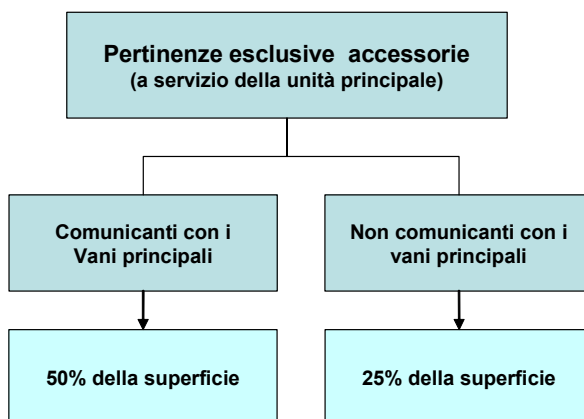 Pertinenze esclusive accessorie
(a servizio della unità principale)
Comunicanti con i
Vani principali
Non comunicanti con i
vani principali
50% della superficie
25% della superficie